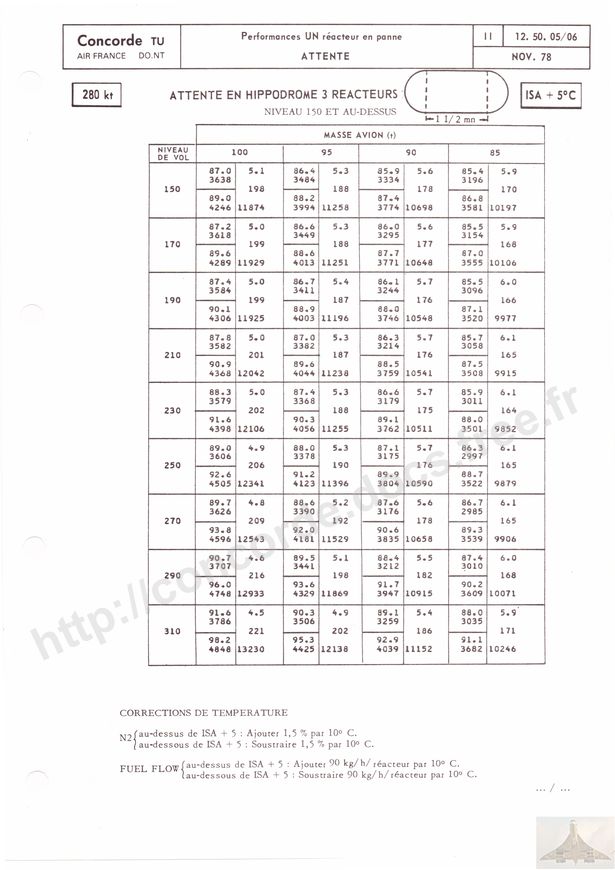 Concorde TU
AIR FRANCE DO.NT
Performances UN réacteur en panne
ATTENTE
II
12. 50. 05/06
NOV. 78
280 kt
ATTENTE EN HIPPODROME 3 REACTEURS
NIVEAU 150 ET AU-DESSUS
1 1/2 mn
ISA + 5°C
MASSE AVION (t)
NIVEAU DE VOL
100 95 90 85
87.0 5.1 86.4 5.3 85.9 5.6 85.4 5.9
3638 3484 3334 3196
150 198 188 178 170
89.0 88.2 87.4 86.8
4246 11874 3994 11258 3774 10698 3581 10197
87.2 5.0 86.6 5.3 86.0 5.6 85.5 5.9
3618 3449 3295 3154
170 199 188 177 168
89.6 88.6 87.7 87.0
4289 11929 4013 11251 3771 10648 3555 10106
87.4 5.0 86.7 5.4 86.1 5.7 85.5 6.0
3584 3411 3244 3096
190 199 187 176 166
90.1 88.9 88.0 87.1
4306 11925 4003 11196 3746 10548 3520 9977
87.8 5.0 87.0 5.3 86.3 5.7 85.7 6.1
3582 3382 3214 3058
210 201 187 176 165
90.9 89.6 88.5 87.5
4368 12042 4044 11238 3759 10541 3508 9915
88.3 5.0 87.4 5.3 86.6 5.7 85.9 6.1
3579 3368 3179 3011
230 202 188 175 164
91.6 90.3 89.1 88.0
4398 12106 4056 11255 3762 10511 3501 9852
89.0 4.9 88.0 5.3 87.1 5.7 86.3 6.1
3606 3378 3175 2997
250 206 190 176 165
92.6 91.2 89.9 88.7
4505 12341 4123 11396 3804 10590 3522 9879
89.7 4.8 88.6 5.2 87.6 5.6 86.7 6.1
3626 3390 3176 2985
270 209 192 178 165
93.8 92.0 90.6 89.3
4596 12543 4181 11529 3835 10658 3539 9906
90.7 4.6 89.5 5.1 88.4 5.5 87.4 6.0
3707 3441 3212 3010
290 216 198 182 168
96.0 93.6 91.7 90.2
4748 12933 4329 11869 3947 10915 3609 10071
91.6 4.5 90.3 4.9 89.1 5.4 88.0 5.9
3786 3506 3259 3035
310 221 202 186 171
98.2 95.3 92.9 91.1
4848 13230 4425 12138 4039 11152 3682 10246
http://concorde.docs.free.fr
CORRECTIONS DE TEMPERATURE
N2 { au-dessus de ISA + 5 : Ajouter 1,5 % par 10° C.
au-dessous de ISA + 5 : Soustraire 1,5 % par 10° C.
FUEL FLOW { au-dessus de ISA + 5 : Ajouter 90 kg/h/réacteur par 10° C.
au-dessous de ISA + 5 : Soustraire 90 kg/h/réacteur par 10° C.
... / ...